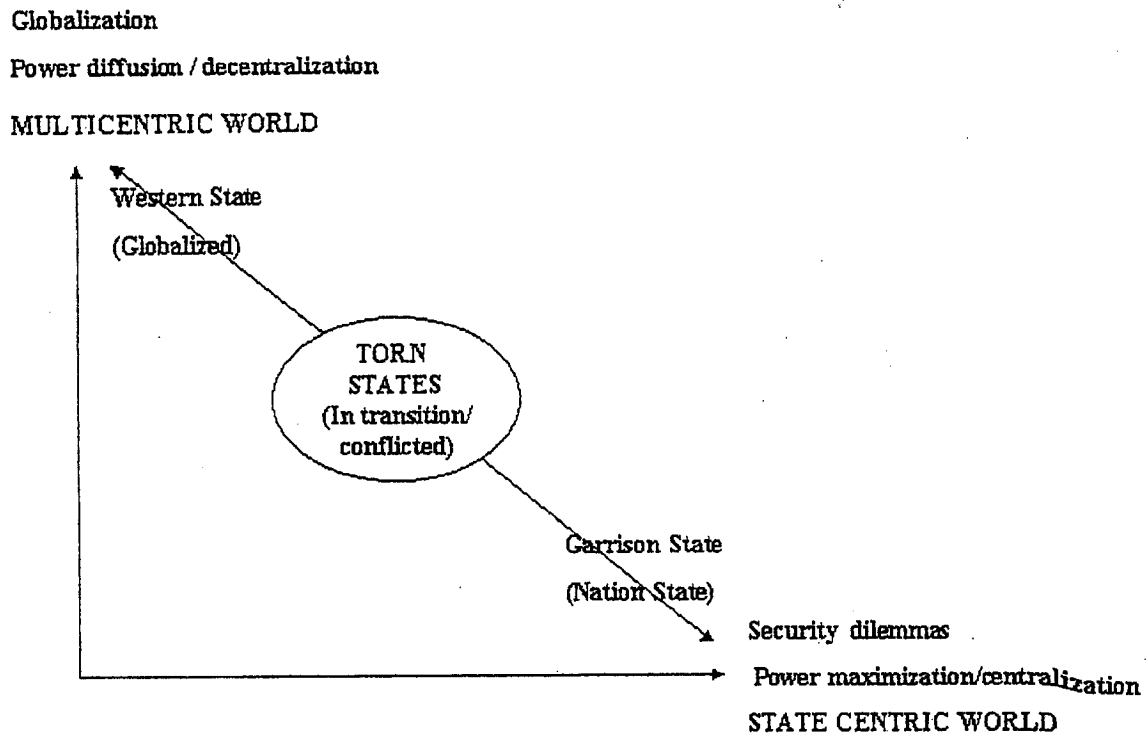 Globalization
Power diffusion / decentralization
MULTICENTRIC WORLD
Western State
(Globalized)
TORN
STATES
(In transition/
conflicted)
Garrison State
(Nation State)
Security dilemmas
Power maximization/centralization
STATE CENTRIC WORLD